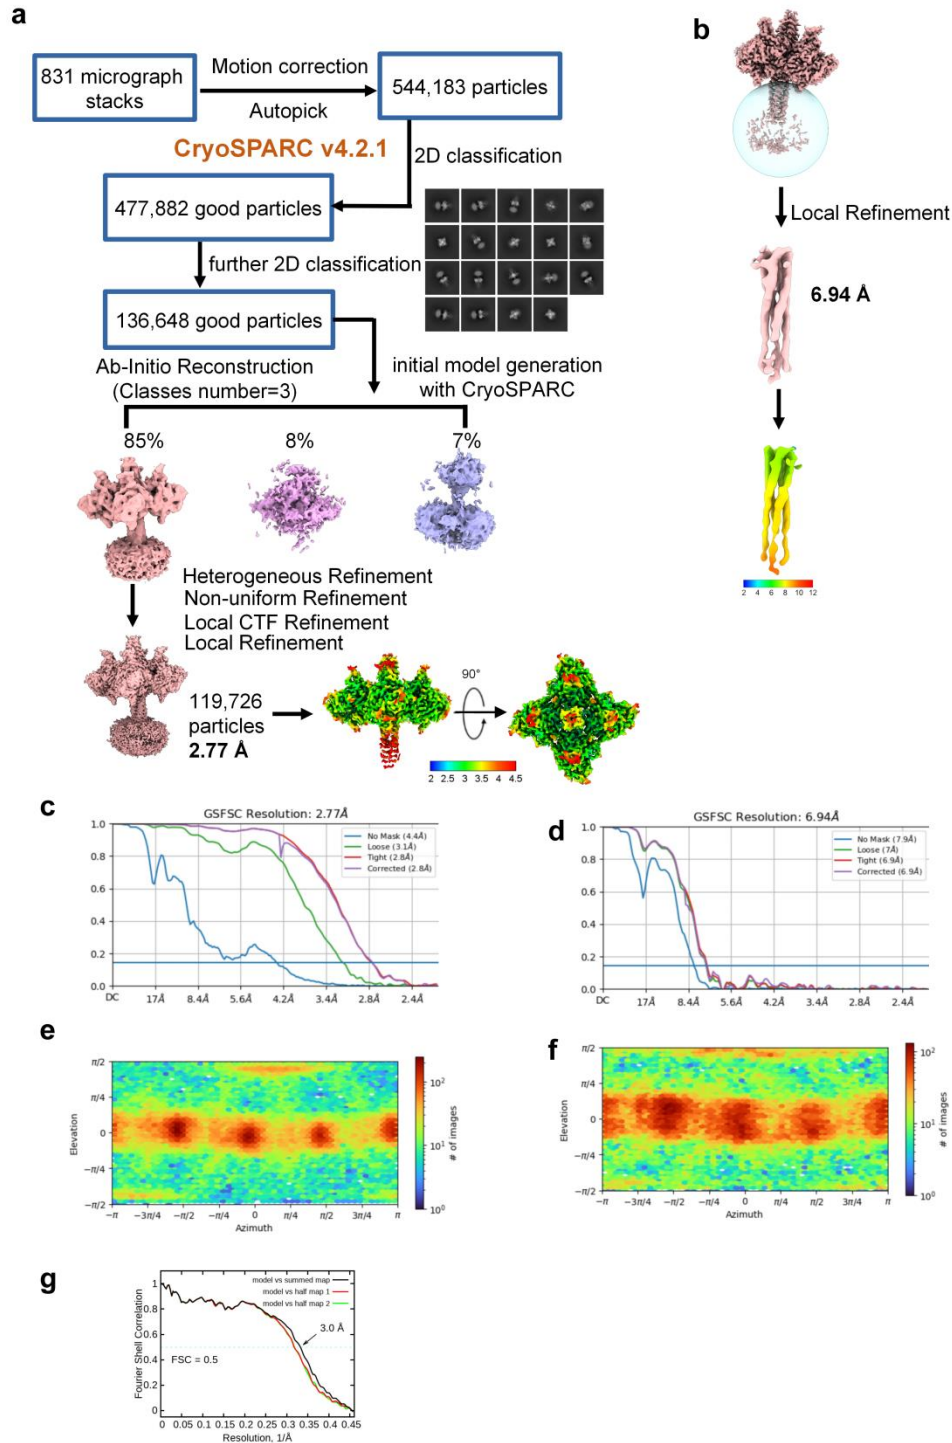 a
831 micrograph
stacks
Motion correction
Autopick
544,183 particles
CryoSPARC v4.2.1
2D classification
477,882 good particles
further 2D classification
136,648 good particles
Ab-Initio Reconstruction
(Classes number=3)
initial model generation
with CryoSPARC
85%
8%
7%
Heterogeneous Refinement
Non-uniform Refinement
Local CTF Refinement
Local Refinement
119,726
particles
2.77 Å
90°
2 2.5 3 3.5 4 4.5
b
Local Refinement
6.94 Å
2 4 6 8 10 12
c
GSFSC Resolution: 2.77Å
No Mask (4.4Å)
Loose (3.1Å)
Tight (2.8Å)
Corrected (2.8Å)
1.0
0.8
0.6
0.4
0.2
0.0
DC 17Å 8.4Å 5.6Å 4.2Å 3.4Å 2.8Å 2.4Å
d
GSFSC Resolution: 6.94Å
No Mask (7.9Å)
Loose (7Å)
Tight (6.9Å)
Corrected (6.9Å)
1.0
0.8
0.6
0.4
0.2
0.0
DC 17Å 8.4Å 5.6Å 4.2Å 3.4Å 2.8Å 2.4Å
e
Elevation
π/2
π/4
0
−π/4
−π/2
−π −3π/4 −π/2 −π/4 0 π/4 π/2 3π/4 π
Azimuth
10²
10¹
10⁰
# of images
f
Elevation
π/2
π/4
0
−π/4
−π/2
−π −3π/4 −π/2 −π/4 0 π/4 π/2 3π/4 π
Azimuth
10²
10¹
10⁰
# of images
g
Fourier Shell Correlation
1
0.8
0.6
0.4
0.2
0
model vs summed map
model vs half map 1
model vs half map 2
3.0 Å
FSC = 0.5
0 0.05 0.1 0.15 0.2 0.25 0.3 0.35 0.4 0.45
Resolution, 1/Å